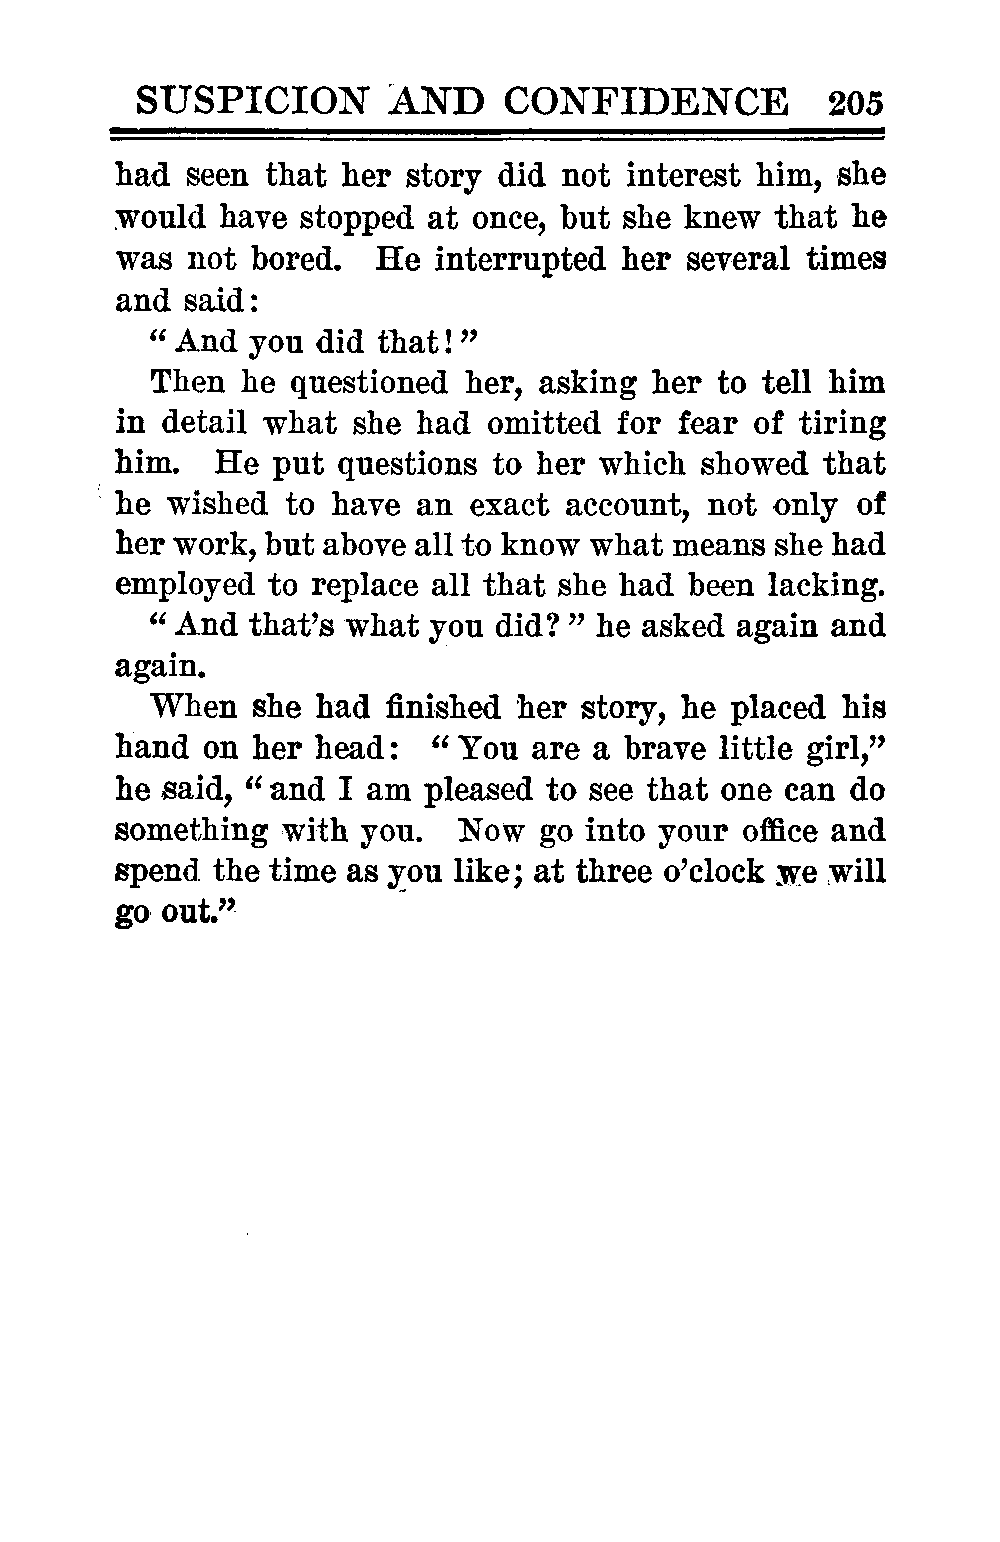 SUSPICION AND CONFIDENCE 205
had seen that her story did not interest him, she
would have stopped at once, but she knew that he
was not bored. He interrupted her several times
and said:
“And you did that!”
Then he questioned her, asking her to tell him
in detail what she had omitted for fear of tiring
him. He put questions to her which showed that
he wished to have an exact account, not only of
her work, but above all to know what means she had
employed to replace all that she had been lacking.
“And that’s what you did?” he asked again and
again.
When she had finished her story, he placed his
hand on her head: “You are a brave little girl,”
he said, “and I am pleased to see that one can do
something with you. Now go into your office and
spend the time as you like; at three o’clock we will
go out.”